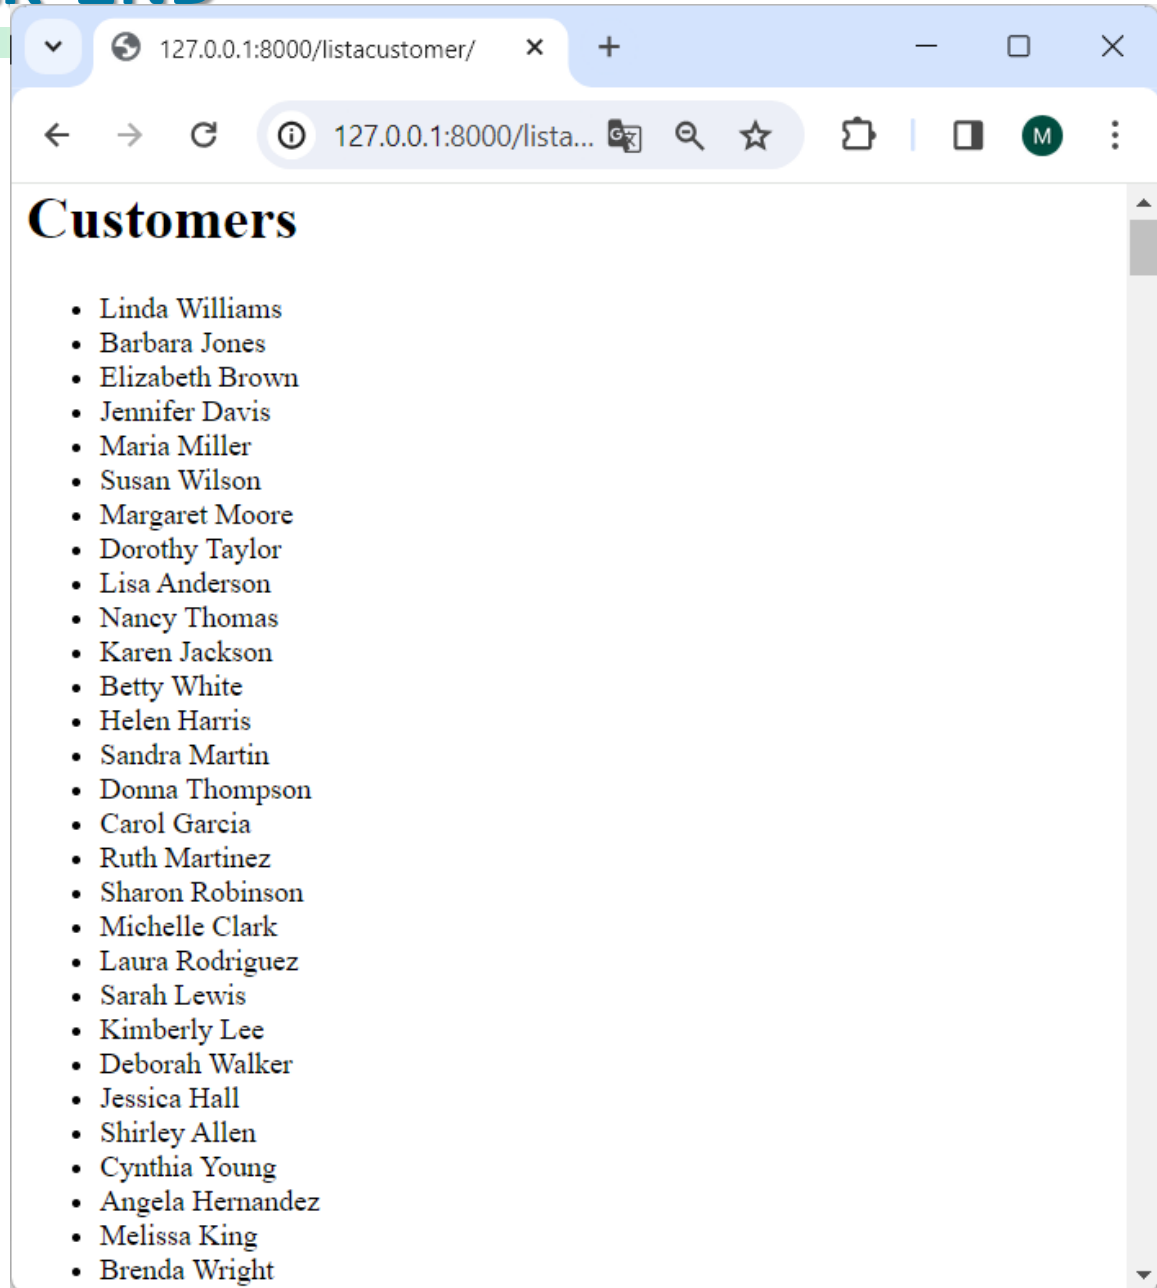 127.0.0.1:8000/listacustomer/
127.0.0.1:8000/lista...
M
Customers
• Linda Williams
• Barbara Jones
• Elizabeth Brown
• Jennifer Davis
• Maria Miller
• Susan Wilson
• Margaret Moore
• Dorothy Taylor
• Lisa Anderson
• Nancy Thomas
• Karen Jackson
• Betty White
• Helen Harris
• Sandra Martin
• Donna Thompson
• Carol Garcia
• Ruth Martinez
• Sharon Robinson
• Michelle Clark
• Laura Rodriguez
• Sarah Lewis
• Kimberly Lee
• Deborah Walker
• Jessica Hall
• Shirley Allen
• Cynthia Young
• Angela Hernandez
• Melissa King
• Brenda Wright